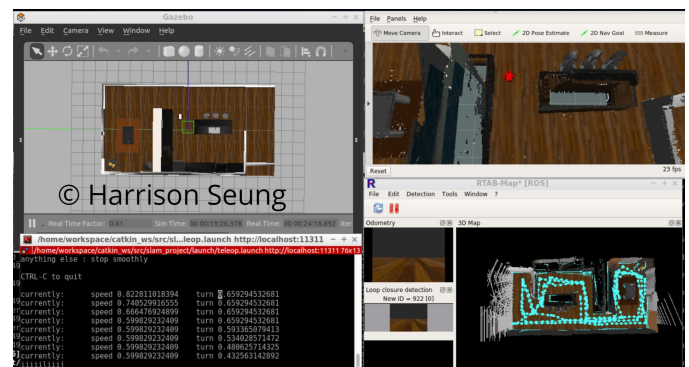 Gazebo
File Edit Camera View Window Help
© Harrison Seung
Real Time Factor: 0.81 Sim Time: 00 00:19:28.378 Real Time: 00 00:24:18.892 Iter
/home/workspace/catkin_ws/src/sl...leop.launch http://localhost:11311
/home/workspace/catkin_ws/src/slam_project/launch/teleop.launch http://localhost:11311 76x13
anything else : stop smoothly
CTRL-C to quit
currently: speed 0.822811018394 turn 0.659294532681
currently: speed 0.740529916555 turn 0.659294532681
currently: speed 0.666476924899 turn 0.659294532681
currently: speed 0.599829232409 turn 0.659294532681
currently: speed 0.599829232409 turn 0.593365079413
currently: speed 0.599829232409 turn 0.534028571472
currently: speed 0.599829232409 turn 0.480625714325
currently: speed 0.599829232409 turn 0.432563142892
File Panels Help
Move Camera Interact Select 2D Pose Estimate 2D Nav Goal Measure
Reset 23 fps
RTAB-Map* [ROS]
File Edit Detection Tools Window ?
Odometry 3D Map
Loop closure detection
New ID = 922 [0]